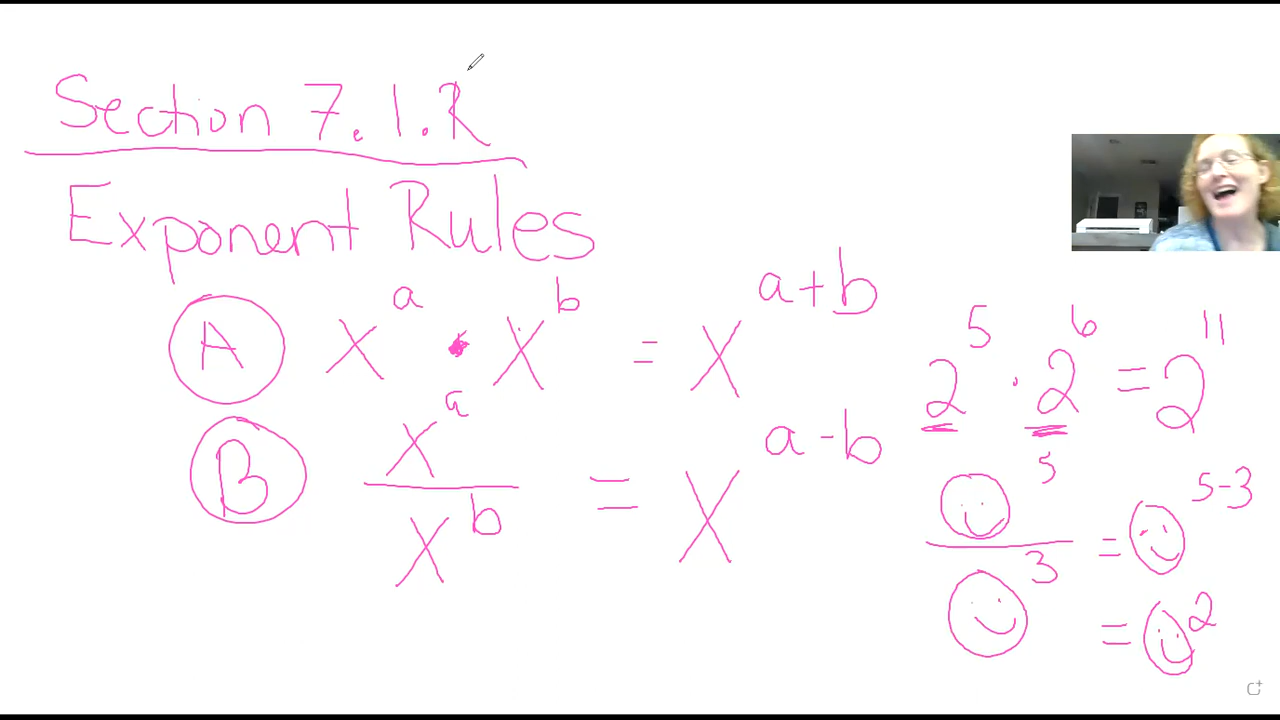 Section 7.1.R
Exponent Rules
A x^a · x^b = x^(a+b)
2^5 · 2^6 = 2^11
B x^a / x^b = x^(a-b)
☺^5 / ☺^3 = ☺^(5-3)
= ☺^2